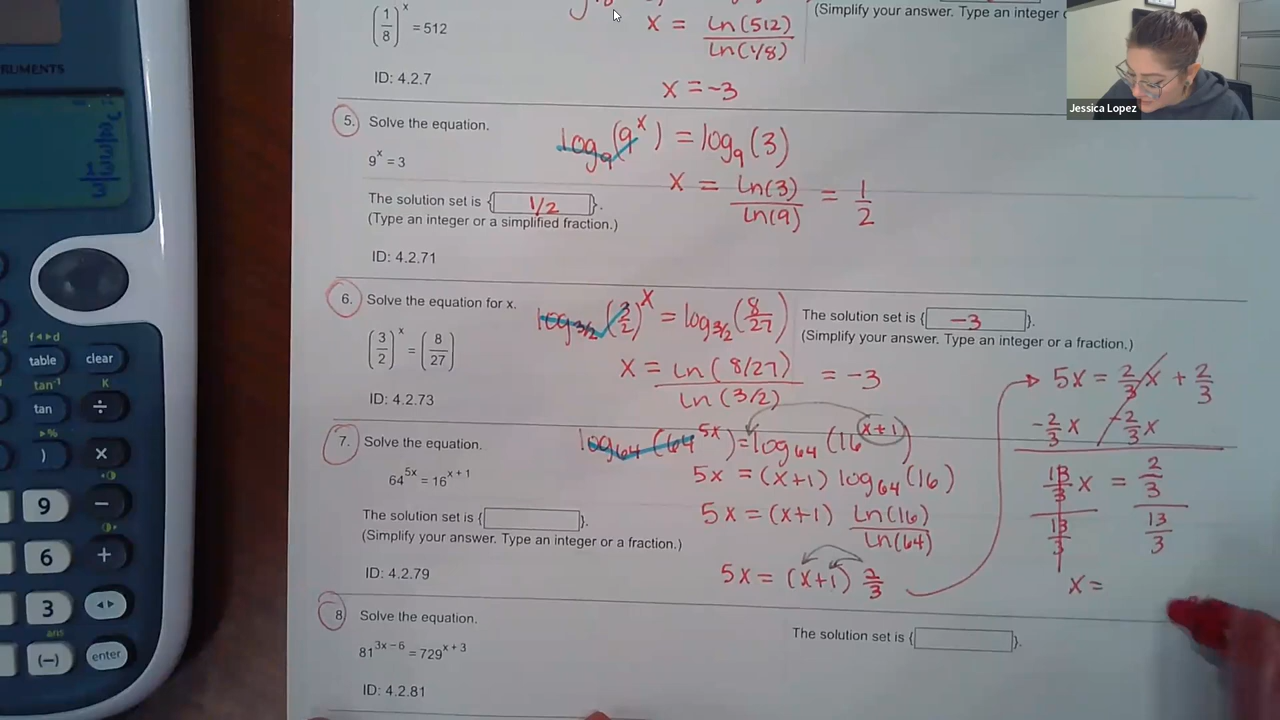 (1/8)^x = 512
x = ln(512)/ln(1/8)
(Simplify your answer. Type an integer
ID: 4.2.7
x = -3
Jessica Lopez
5. Solve the equation.
log₉(9^x) = log₉(3)
9^x = 3
x = ln(3)/ln(9) = 1/2
The solution set is {1/2}.
(Type an integer or a simplified fraction.)
ID: 4.2.71
6. Solve the equation for x.
log_3/2 (3/2)^x = log_3/2 (8/27)
The solution set is {-3}.
(Simplify your answer. Type an integer or a fraction.)
(3/2)^x = (8/27)
x = ln(8/27)/ln(3/2) = -3
ID: 4.2.73
5x = 2/3 x + 2/3
-2/3 x -2/3 x
13/3 x = 2/3
13/3 13/3
x =
7. Solve the equation.
log₆₄(64^5x) = log₆₄(16^(x+1))
64^5x = 16^x+1
5x = (x+1) log₆₄(16)
The solution set is { }.
5x = (x+1) ln(16)/ln(64)
(Simplify your answer. Type an integer or a fraction.)
ID: 4.2.79
5x = (x+1) 2/3
8 Solve the equation.
The solution set is { }.
81^3x-6 = 729^x+3
ID: 4.2.81
RUMENTS
table
clear
tan⁻¹
K
tan
÷
)
×
9
−
6
+
3
ans
(−)
enter